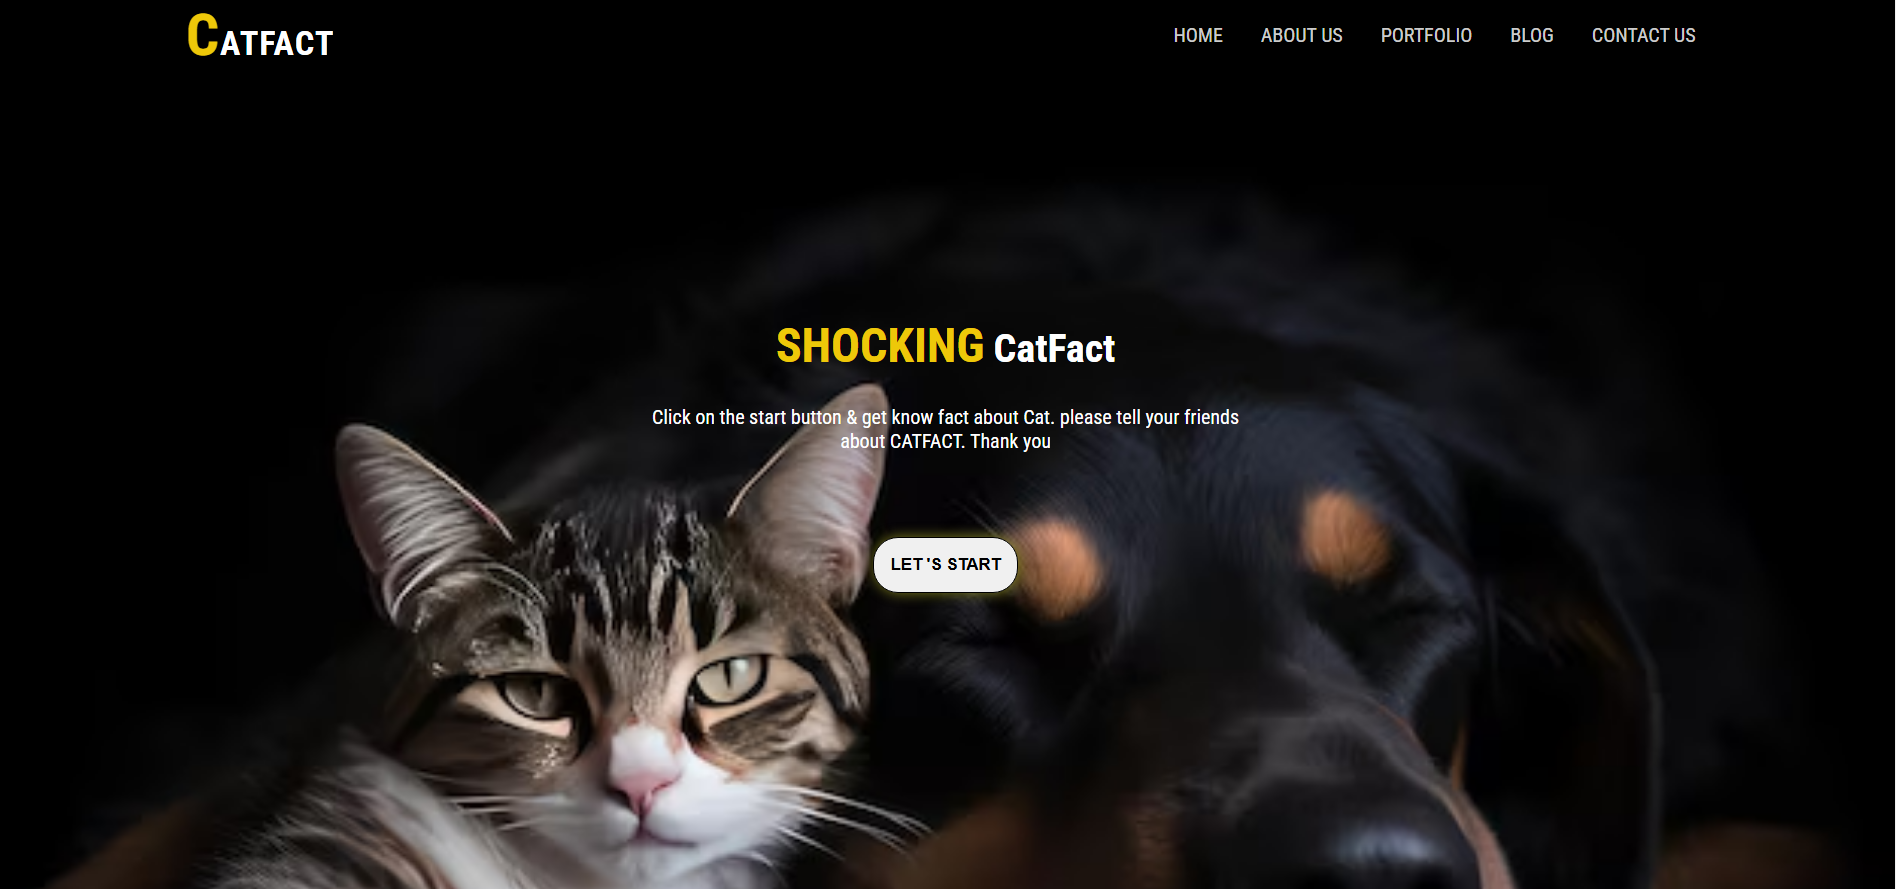 CATFACT
HOME ABOUT US PORTFOLIO BLOG CONTACT US
SHOCKING CatFact
Click on the start button & get know fact about Cat. please tell your friends
about CATFACT. Thank you
LET'S START